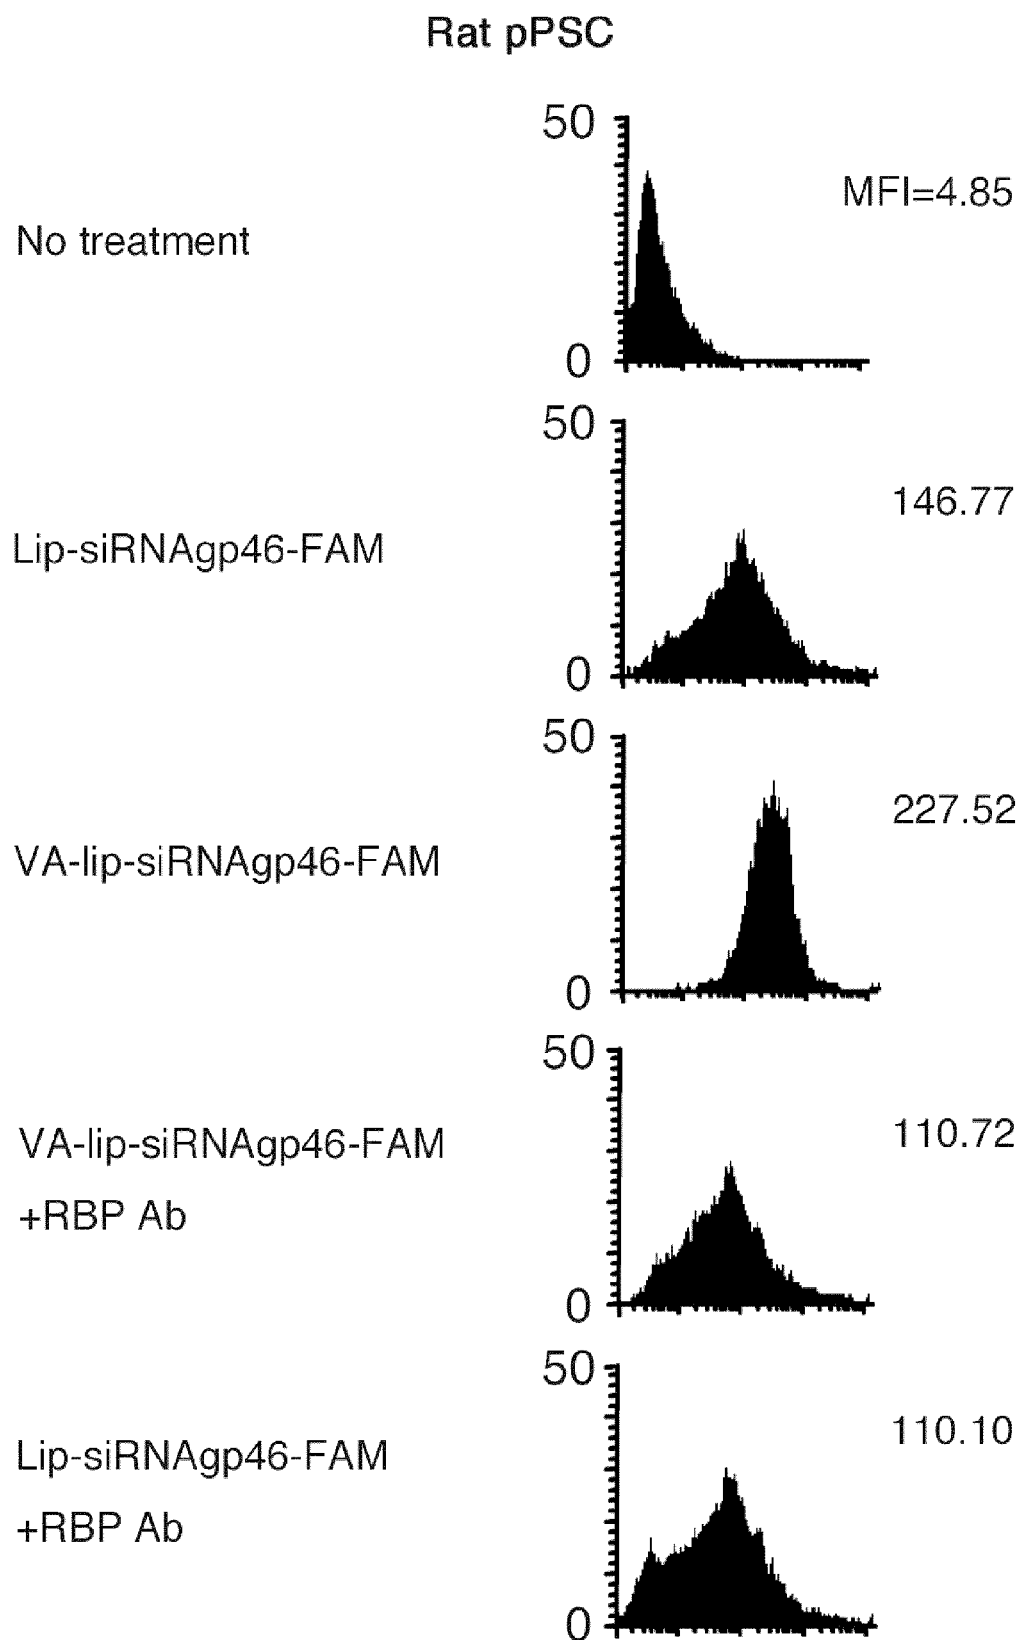 Rat pPSC
50
MFI=4.85
No treatment
0
50
146.77
Lip-siRNAgp46-FAM
0
50
227.52
VA-lip-siRNAgp46-FAM
0
50
110.72
VA-lip-siRNAgp46-FAM
+RBP Ab
0
50
110.10
Lip-siRNAgp46-FAM
+RBP Ab
0